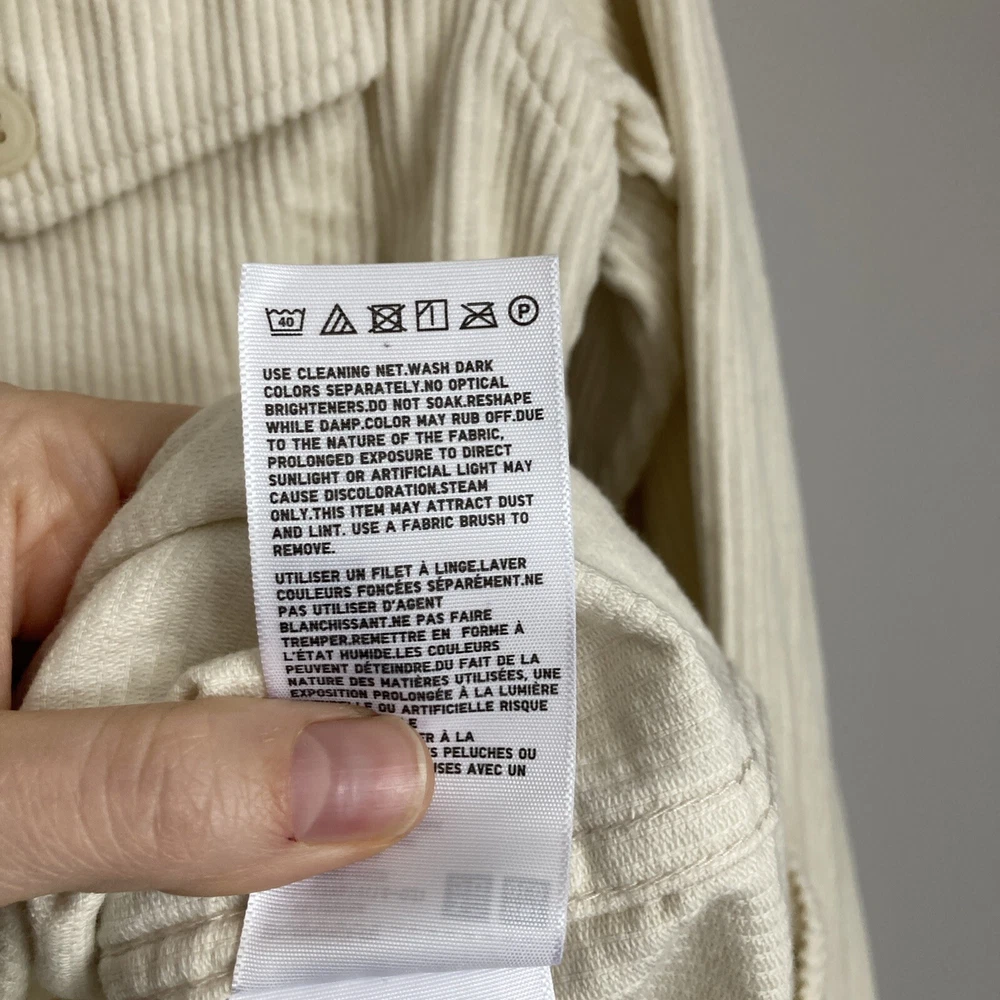 40 P
USE CLEANING NET.WASH DARK
COLORS SEPARATELY.NO OPTICAL
BRIGHTENERS.DO NOT SOAK.RESHAPE
WHILE DAMP.COLOR MAY RUB OFF.DUE
TO THE NATURE OF THE FABRIC,
PROLONGED EXPOSURE TO DIRECT
SUNLIGHT OR ARTIFICIAL LIGHT MAY
CAUSE DISCOLORATION.STEAM
ONLY.THIS ITEM MAY ATTRACT DUST
AND LINT. USE A FABRIC BRUSH TO
REMOVE.
UTILISER UN FILET À LINGE.LAVER
COULEURS FONCÉES SÉPARÉMENT.NE
PAS UTILISER D'AGENT
BLANCHISSANT.NE PAS FAIRE
TREMPER.REMETTRE EN FORME À
L'ÉTAT HUMIDE.LES COULEURS
PEUVENT DÉTEINDRE.DU FAIT DE LA
NATURE DES MATIÈRES UTILISÉES, UNE
EXPOSITION PROLONGÉE À LA LUMIÈRE
OU ARTIFICIELLE RISQUE
À LA
PELUCHES OU
AVEC UN